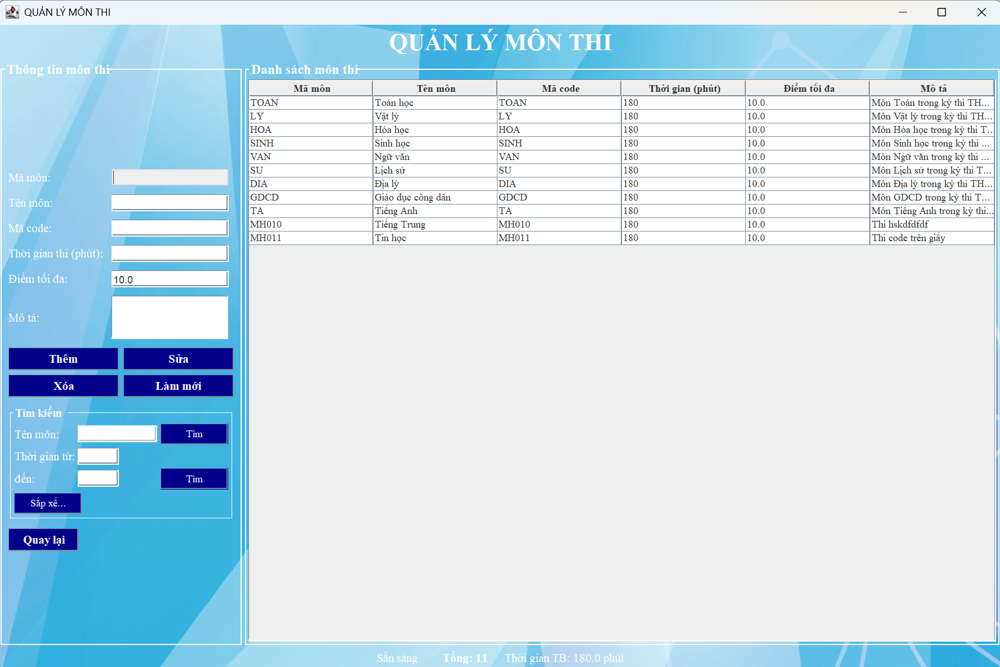 QUẢN LÝ MÔN THI
QUẢN LÝ MÔN THI
Thông tin môn thi
Mã môn:
Tên môn:
Mã code:
Thời gian thi (phút):
Điểm tối đa: 10.0
Mô tả:
Thêm Sửa
Xóa Làm mới
Tìm kiếm
Tên môn: Tìm
Thời gian từ:
đến: Tìm
Sắp xế...
Quay lại
Danh sách môn thi
Mã môn Tên môn Mã code Thời gian (phút) Điểm tối đa Mô tả
TOAN Toán học TOAN 180 10.0 Môn Toán trong kỳ thi TH...
LY Vật lý LY 180 10.0 Môn Vật lý trong kỳ thi TH...
HOA Hóa học HOA 180 10.0 Môn Hóa học trong kỳ thi T...
SINH Sinh học SINH 180 10.0 Môn Sinh học trong kỳ thi ...
VAN Ngữ văn VAN 180 10.0 Môn Ngữ văn trong kỳ thi ...
SU Lịch sử SU 180 10.0 Môn Lịch sử trong kỳ thi T...
DIA Địa lý DIA 180 10.0 Môn Địa lý trong kỳ thi TH...
GDCD Giáo dục công dân GDCD 180 10.0 Môn GDCD trong kỳ thi T...
TA Tiếng Anh TA 180 10.0 Môn Tiếng Anh trong kỳ thi...
MH010 Tiếng Trung MH010 180 10.0 Thi hskdfdfdf
MH011 Tin học MH011 180 10.0 Thi code trên giấy
Sẵn sàng Tổng: 11 Thời gian TB: 180.0 phút